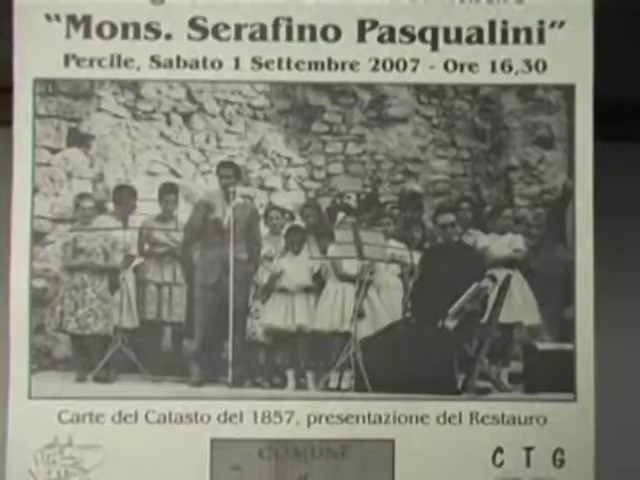 "Mons. Serafino Pasqualini"
Percile, Sabato 1 Settembre 2007 - Ore 16,30
Carte del Catasto del 1857, presentazione del Restauro
COMUNE
C T G